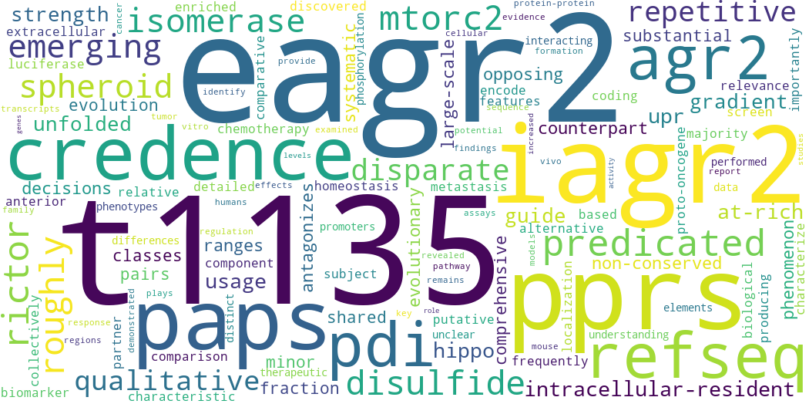 strength
enriched
cancer
discovered
mtorc2
protein-protein
evidence
repetitive
extracellular
isomerase
eagr2
cellular
interacting
formation
substantial
emerging
comparative
systematic
phosphorylation
large-scale
opposing
agr2
importantly
luciferase
provide
encode
coding
relevance
spheroid
identify
features
gradient
screen
transcripts
evolution
tumor
sequence
upr
genes
unfolded
vitro
chemotherapy
examined
potential
increased
counterpart
majority
credence
levels
findings
vivo
iagr2
proto-oncogene
performed
report
studies
disparate
activity
data
decisions
relative
detailed
effects
homeostasis
metastasis
guide
based
at-rich
anterior
phenotypes
humans
antagonizes
promoters
assays
alternative
family
t1135
evolutionary
models
predicated
phenomenon
characterize
rictor
roughly
differences
regulation
revealed
classes
ranges
component
pathway
comprehensive
non-conserved
pairs
usage
subject
remains
localization
biological
producing
response
demonstrated
plays
distinct
key
role
pprs
elements
collectively
regions
partner
paps
shared
putative
mouse
understanding
comparison
pdi
hippo
unclear
frequently
refseq
biomarker
minor
therapeutic
qualitative
fraction
disulfide
intracellular-resident
characteristic